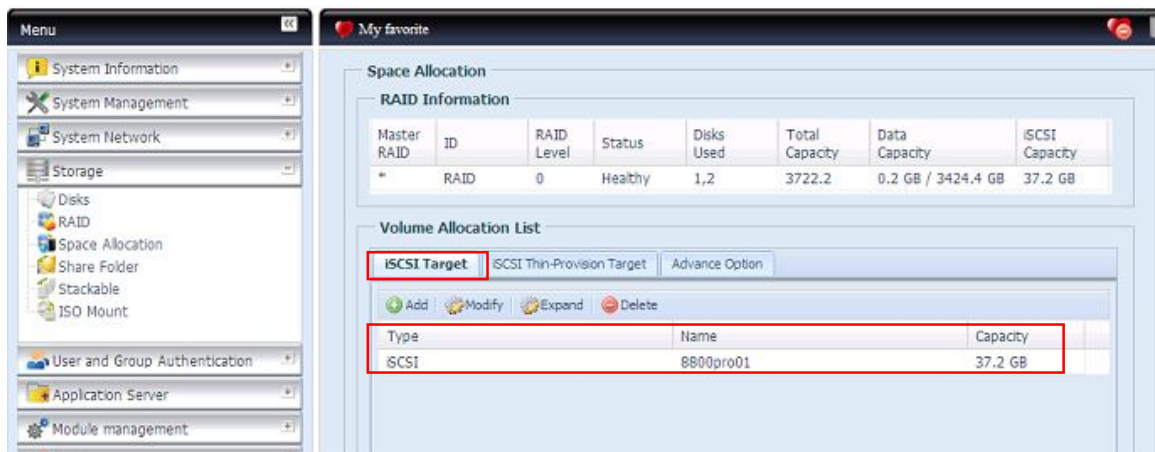 Menu
My favorite
System Information
System Management
System Network
Storage
Disks
RAID
Space Allocation
Share Folder
Stackable
ISO Mount
User and Group Authentication
Application Server
Module management
Space Allocation
RAID Information
Master RAID ID RAID Level Status Disks Used Total Capacity Data Capacity iSCSI Capacity
* RAID 0 Healthy 1,2 3722.2 0.2 GB / 3424.4 GB 37.2 GB
Volume Allocation List
iSCSI Target iSCSI Thin-Provision Target Advance Option
Add Modify Expand Delete
Type Name Capacity
iSCSI 8800pro01 37.2 GB